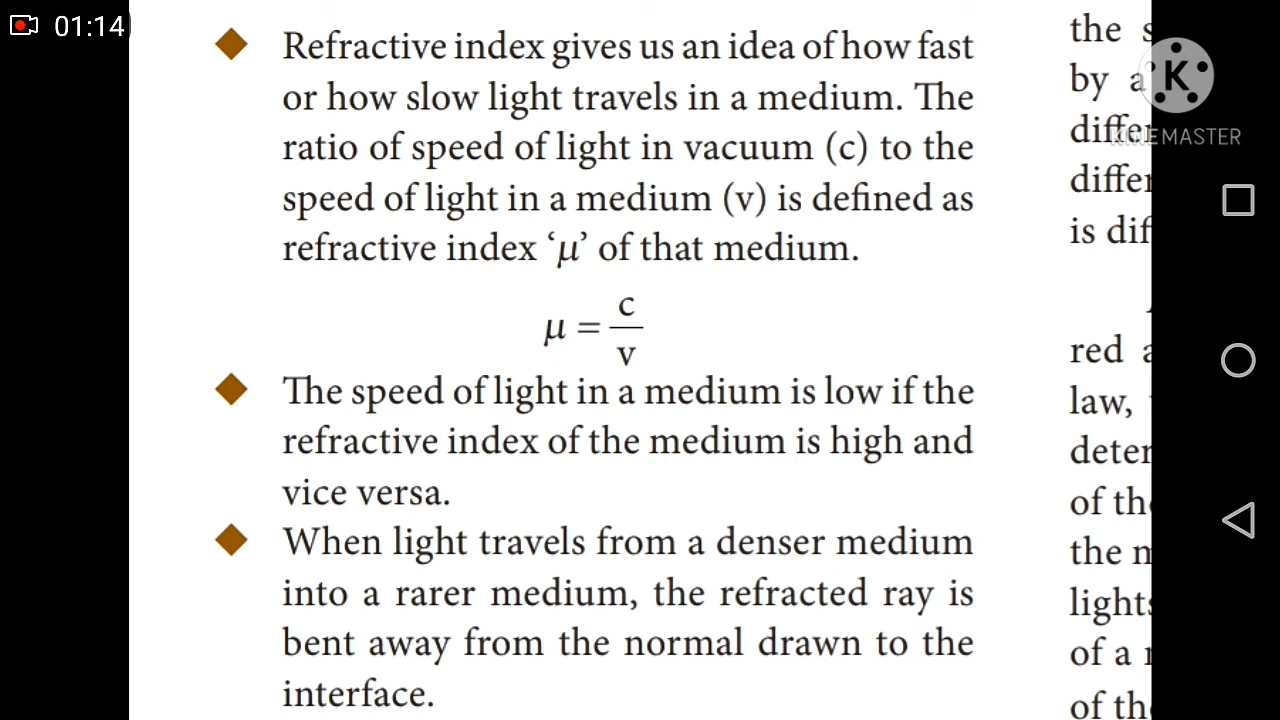 01:14
◆ Refractive index gives us an idea of how fast
or how slow light travels in a medium. The
ratio of speed of light in vacuum (c) to the
speed of light in a medium (v) is defined as
refractive index ‘μ’ of that medium.
μ = c/v
◆ The speed of light in a medium is low if the
refractive index of the medium is high and
vice versa.
◆ When light travels from a denser medium
into a rarer medium, the refracted ray is
bent away from the normal drawn to the
interface.
the
by a
is
red
law,
of
the
of a
of
K
KINEMASTER